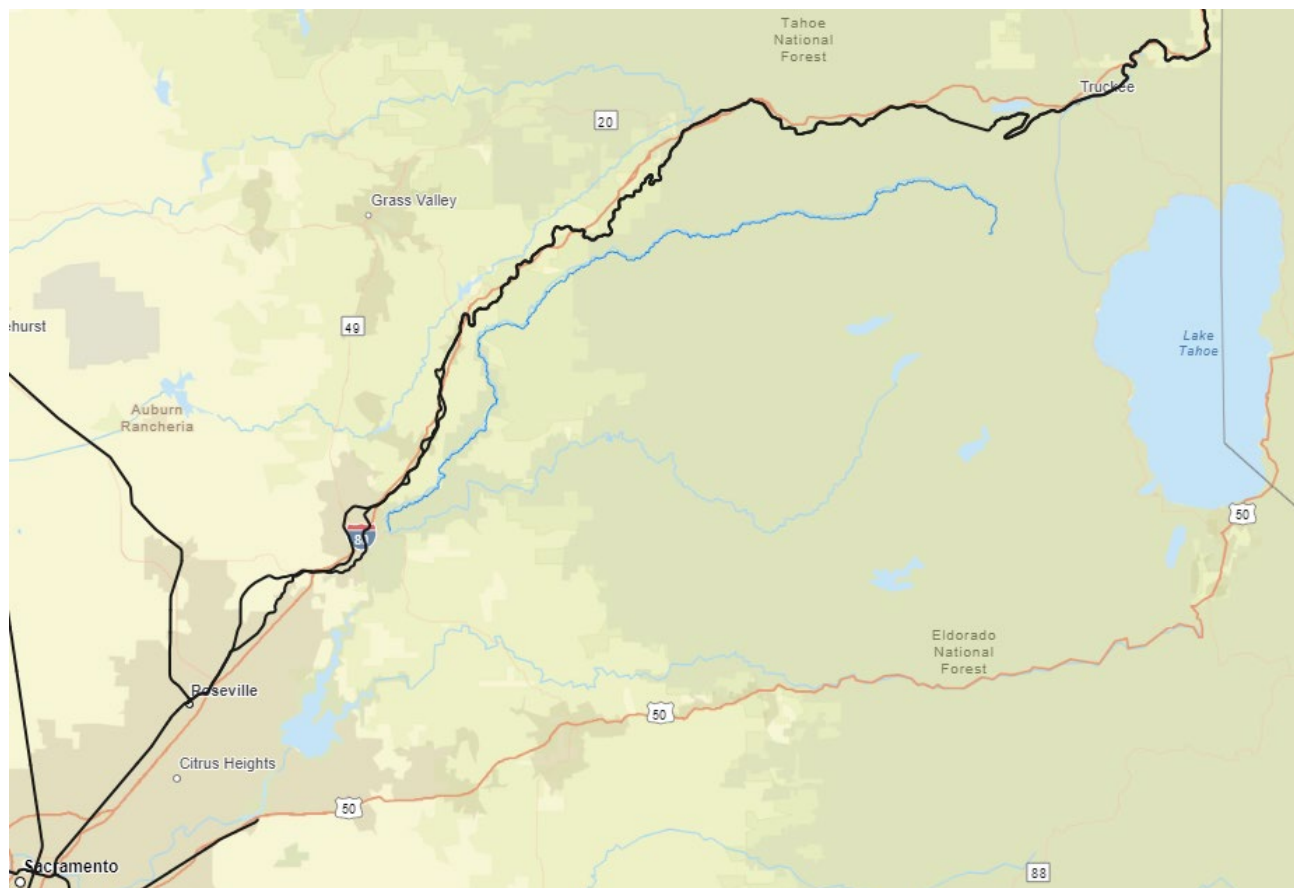 Tahoe
National
Forest
Truckee
20
Grass Valley
ehurst
49
Lake
Tahoe
Auburn
Rancheria
50
80
Eldorado
National
Forest
Roseville
50
Citrus Heights
50
Sacramento
88